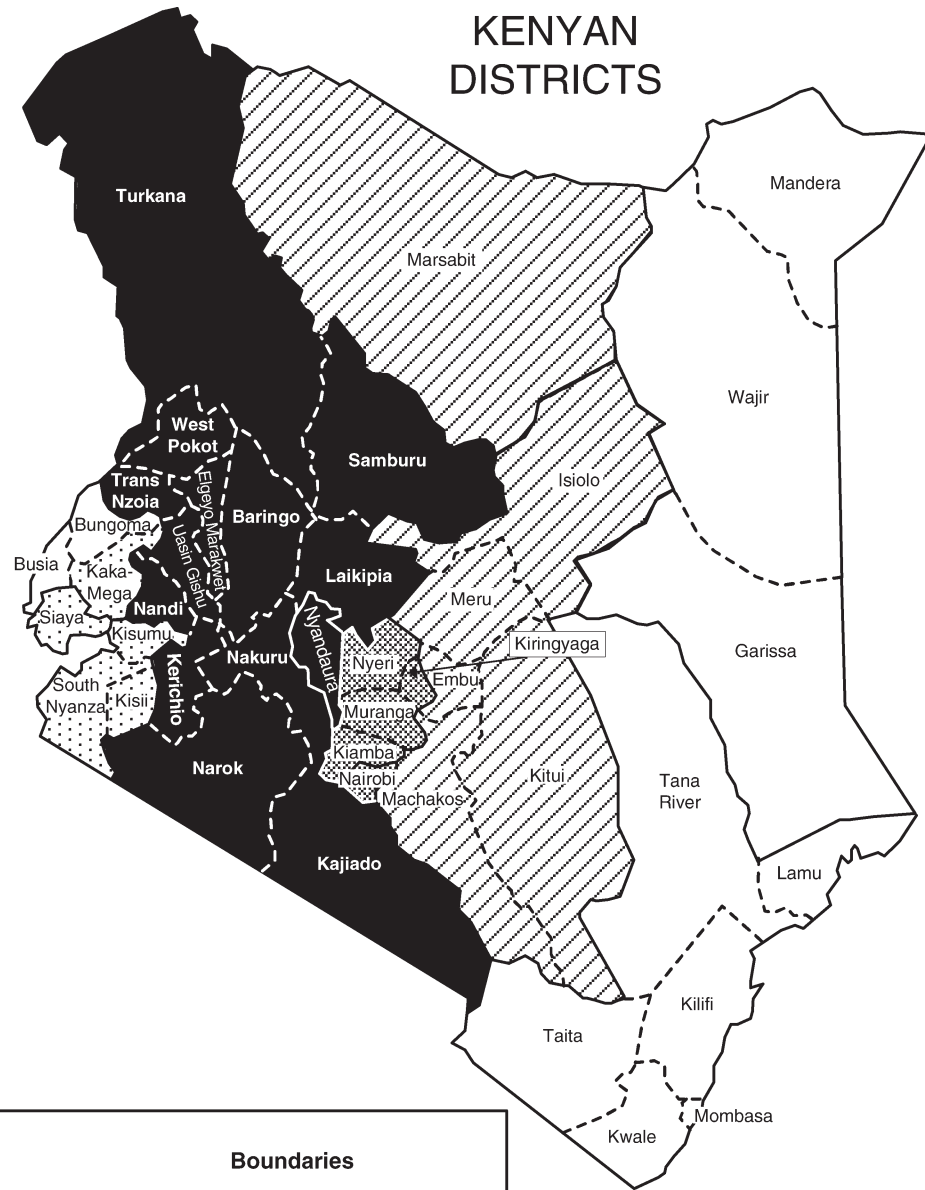 KENYAN
DISTRICTS
Mandera
Turkana
Marsabit
Wajir
West
Pokot
Samburu
Isiolo
Trans
Nzoia
Elgeyo Marakwet
Baringo
Bungoma
Uasin Gishu
Busia
Kaka-
Mega
Laikipia
Nandi
Meru
Siaya
Kisumu
Nyandaura
Kiringyaga
Garissa
Nakuru
Nyeri
Embu
South
Nyanza
Kisii
Kerichio
Muranga
Kiamba
Narok
Nairobi
Kitui
Tana
River
Machakos
Kajiado
Lamu
Kilifi
Taita
Mombasa
Kwale
Boundaries